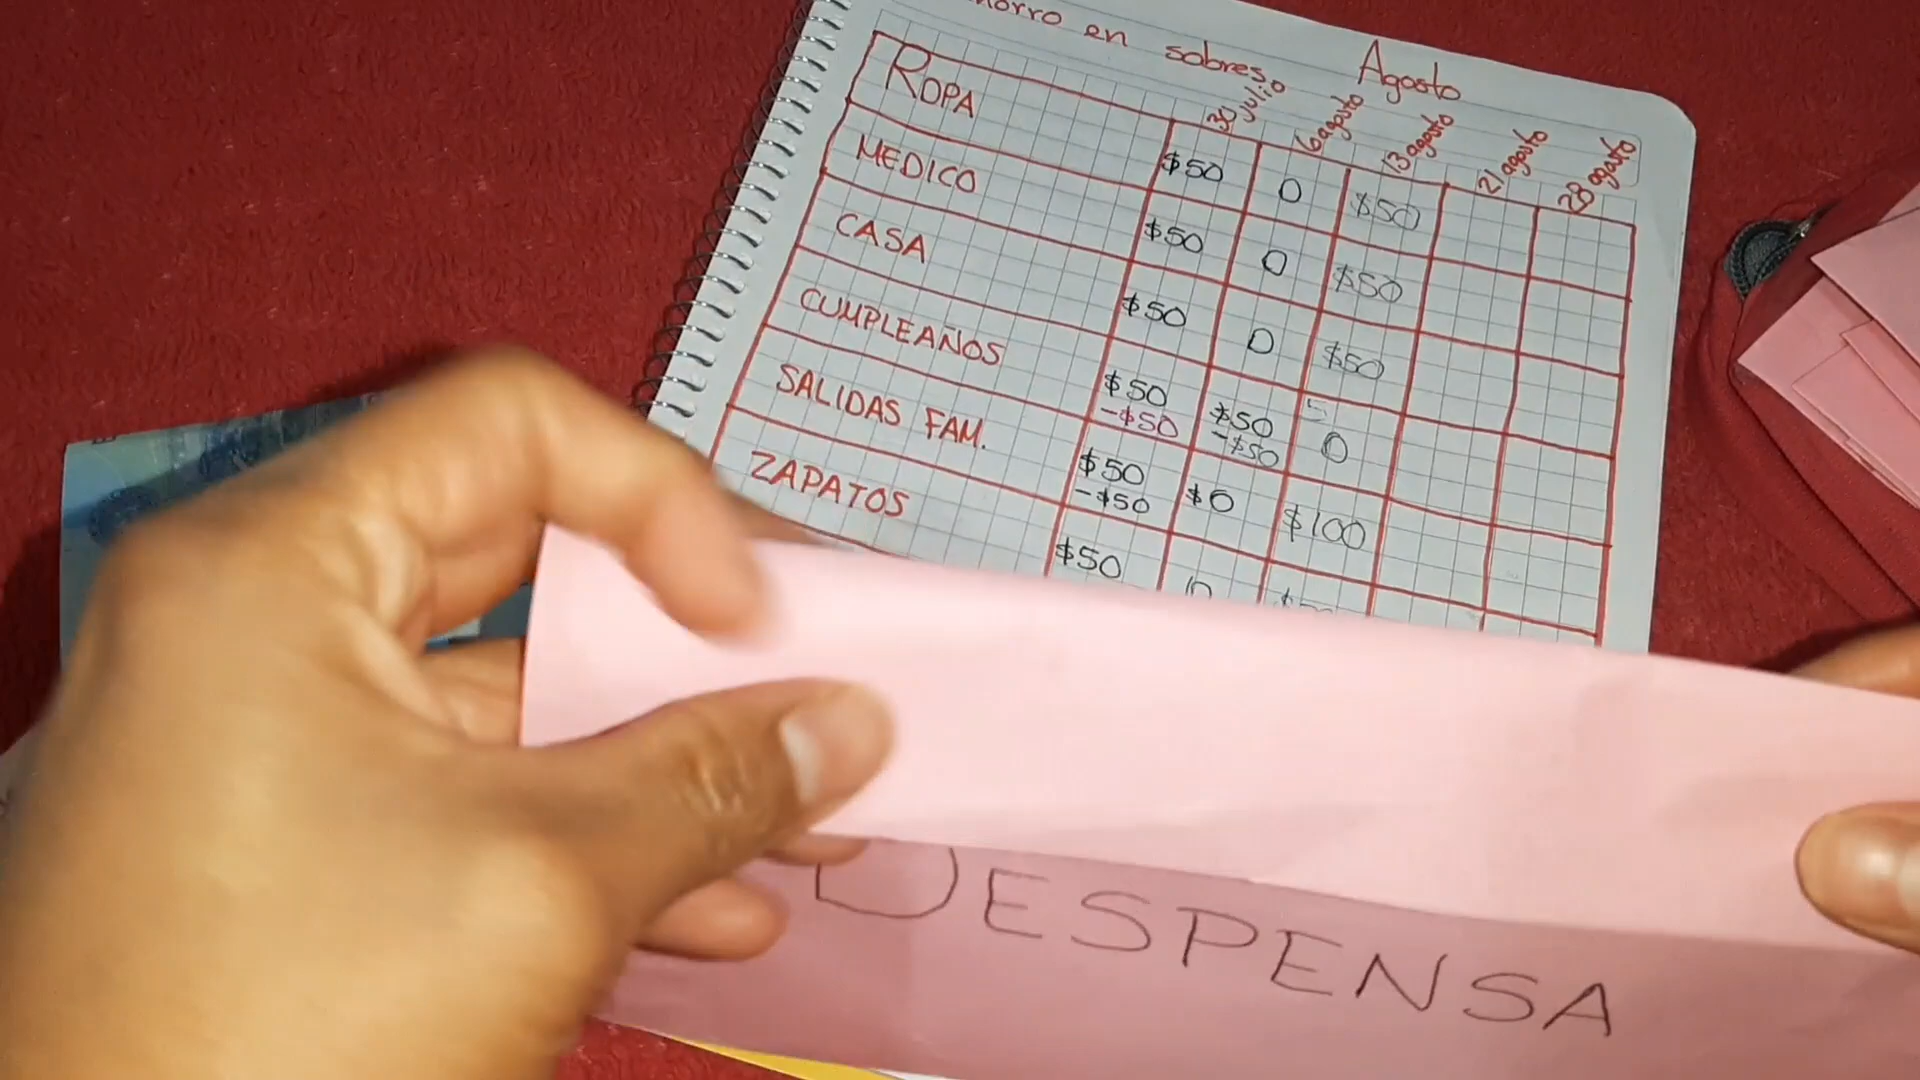 en sobres. Agosto
30 julio 6 agosto 13 agosto 21 agosto 28 agosto
ROPA $50 0 $50
MEDICO $50 0 $50
CASA $50 0 $50
CUMPLEAÑOS $50 -$50 $50 -$50 0
SALIDAS FAM. $50 -$50 $0 $100
ZAPATOS $50
DESPENSA